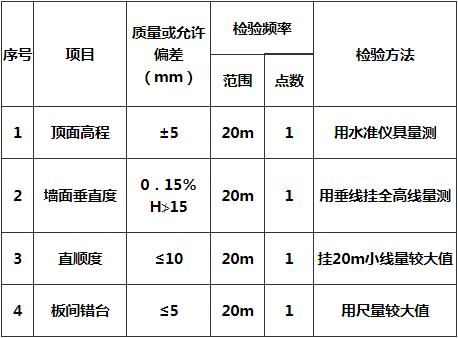 序号 项目 质量或允许偏差（mm） 检验频率 检验方法
范围 点数
1 顶面高程 ±5 20m 1 用水准仪具量测
2 墙面垂直度 0．15%H≯15 20m 1 用垂线挂全高线量测
3 直顺度 ≤10 20m 1 挂20m小线量较大值
4 板间错台 ≤5 20m 1 用尺量较大值